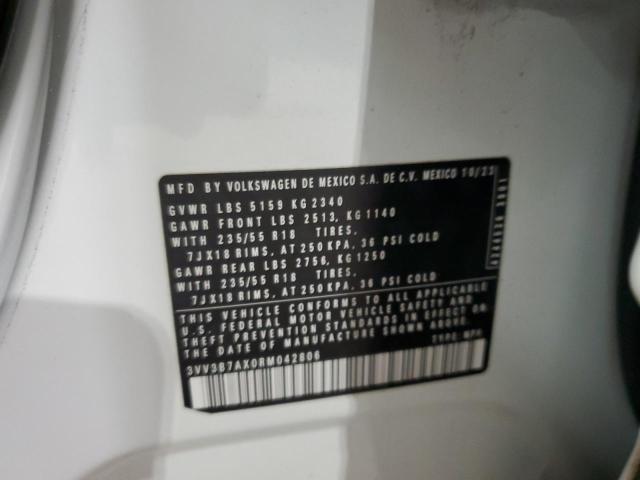 MFD BY VOLKSWAGEN DE MEXICO S.A. DE C.V. MEXICO 10/23
GVWR LBS 5159 KG 2340
GAWR FRONT LBS 2513, KG 1140
WITH 235/55 R18 TIRES,
7JX18 RIMS, AT 250 KPA, 36 PSI COLD
GAWR REAR LBS 2756, KG 1250
WITH 235/55 R18 TIRES,
7JX18 RIMS, AT 250 KPA, 36 PSI COLD
THIS VEHICLE CONFORMS TO ALL APPLICABLE
U.S. FEDERAL MOTOR VEHICLE SAFETY AND
THEFT PREVENTION STANDARDS IN EFFECT ON
THE DATE OF MANUFACTURE SHOWN ABOVE.
3VV3B7AX0RM042806
TYPE: MPV